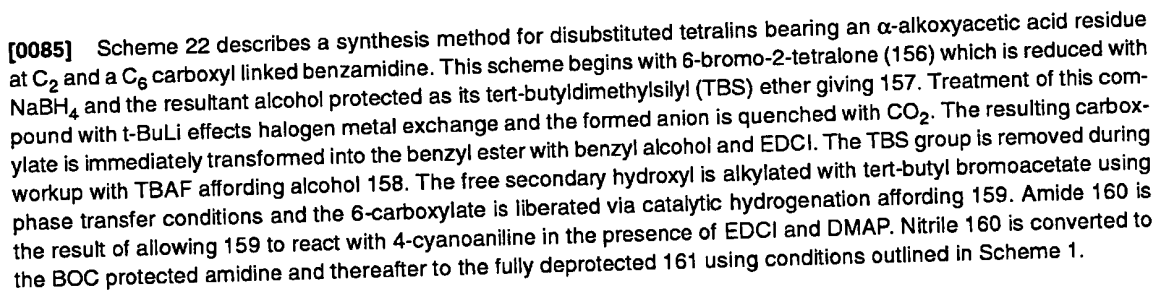 [0085] Scheme 22 describes a synthesis method for disubstituted tetralins bearing an α-alkoxyacetic acid residue
at C₂ and a C₆ carboxyl linked benzamidine. This scheme begins with 6-bromo-2-tetralone (156) which is reduced with
NaBH₄ and the resultant alcohol protected as its tert-butyldimethylsilyl (TBS) ether giving 157. Treatment of this com-
pound with t-BuLi effects halogen metal exchange and the formed anion is quenched with CO₂. The resulting carbox-
ylate is immediately transformed into the benzyl ester with benzyl alcohol and EDCI. The TBS group is removed during
workup with TBAF affording alcohol 158. The free secondary hydroxyl is alkylated with tert-butyl bromoacetate using
phase transfer conditions and the 6-carboxylate is liberated via catalytic hydrogenation affording 159. Amide 160 is
the result of allowing 159 to react with 4-cyanoaniline in the presence of EDCI and DMAP. Nitrile 160 is converted to
the BOC protected amidine and thereafter to the fully deprotected 161 using conditions outlined in Scheme 1.